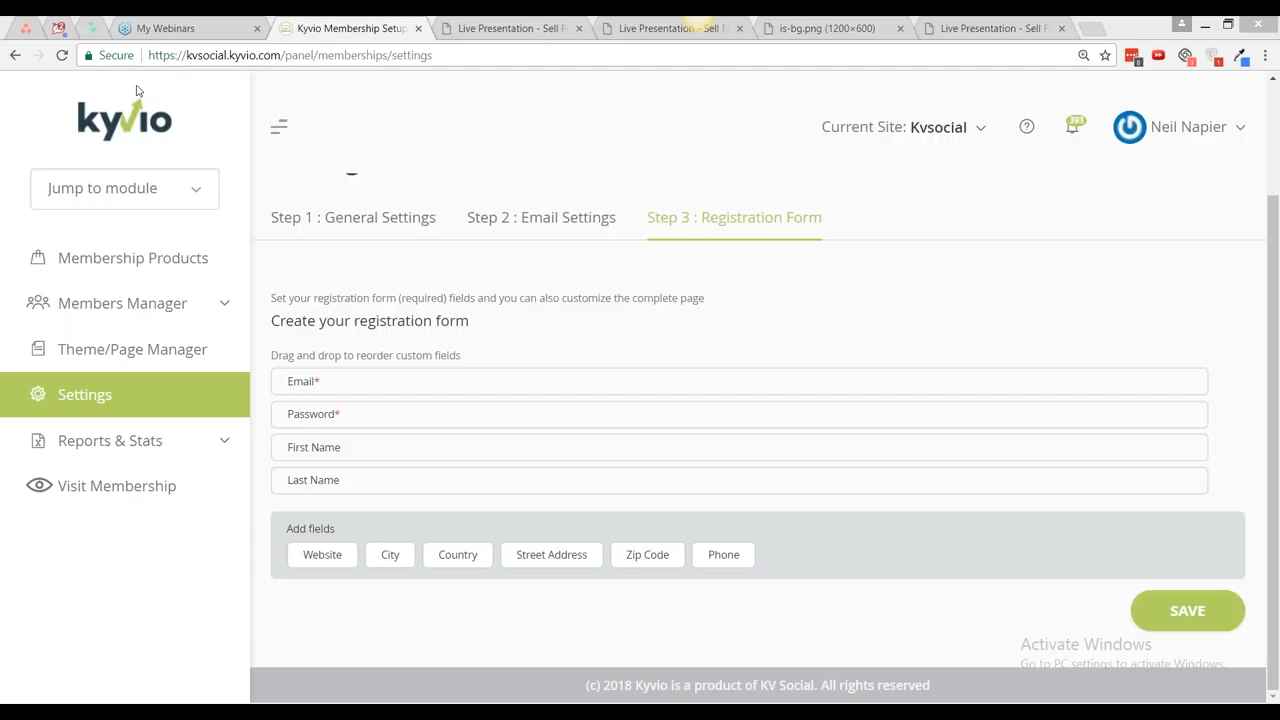 My Webinars
Kyvio Membership Setup
Live Presentation - Sell F
Live Presentation - Sell F
is-bg.png (1200×600)
Live Presentation - Sell F
Secure
https://kvsocial.kyvio.com/panel/memberships/settings
kyvio
Current Site: Kvsocial
393
Neil Napier
Jump to module
Step 1 : General Settings
Step 2 : Email Settings
Step 3 : Registration Form
Membership Products
Members Manager
Theme/Page Manager
Settings
Reports & Stats
Visit Membership
Set your registration form (required) fields and you can also customize the complete page
Create your registration form
Drag and drop to reorder custom fields
Email*
Password*
First Name
Last Name
Add fields
Website
City
Country
Street Address
Zip Code
Phone
SAVE
Activate Windows
Go to PC settings to activate Windows.
(c) 2018 Kyvio is a product of KV Social. All rights reserved